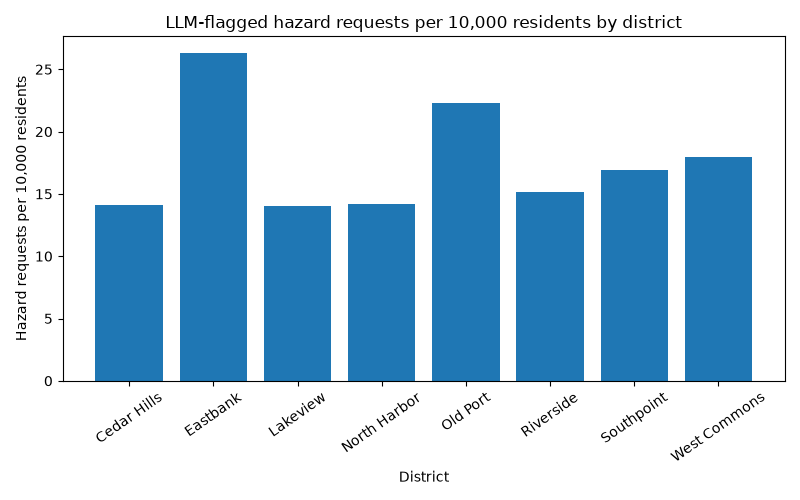 LLM-flagged hazard requests per 10,000 residents by district
Hazard requests per 10,000 residents
25
20
15
10
5
0
Cedar Hills
Eastbank
Lakeview
North Harbor
Old Port
Riverside
Southpoint
West Commons
District